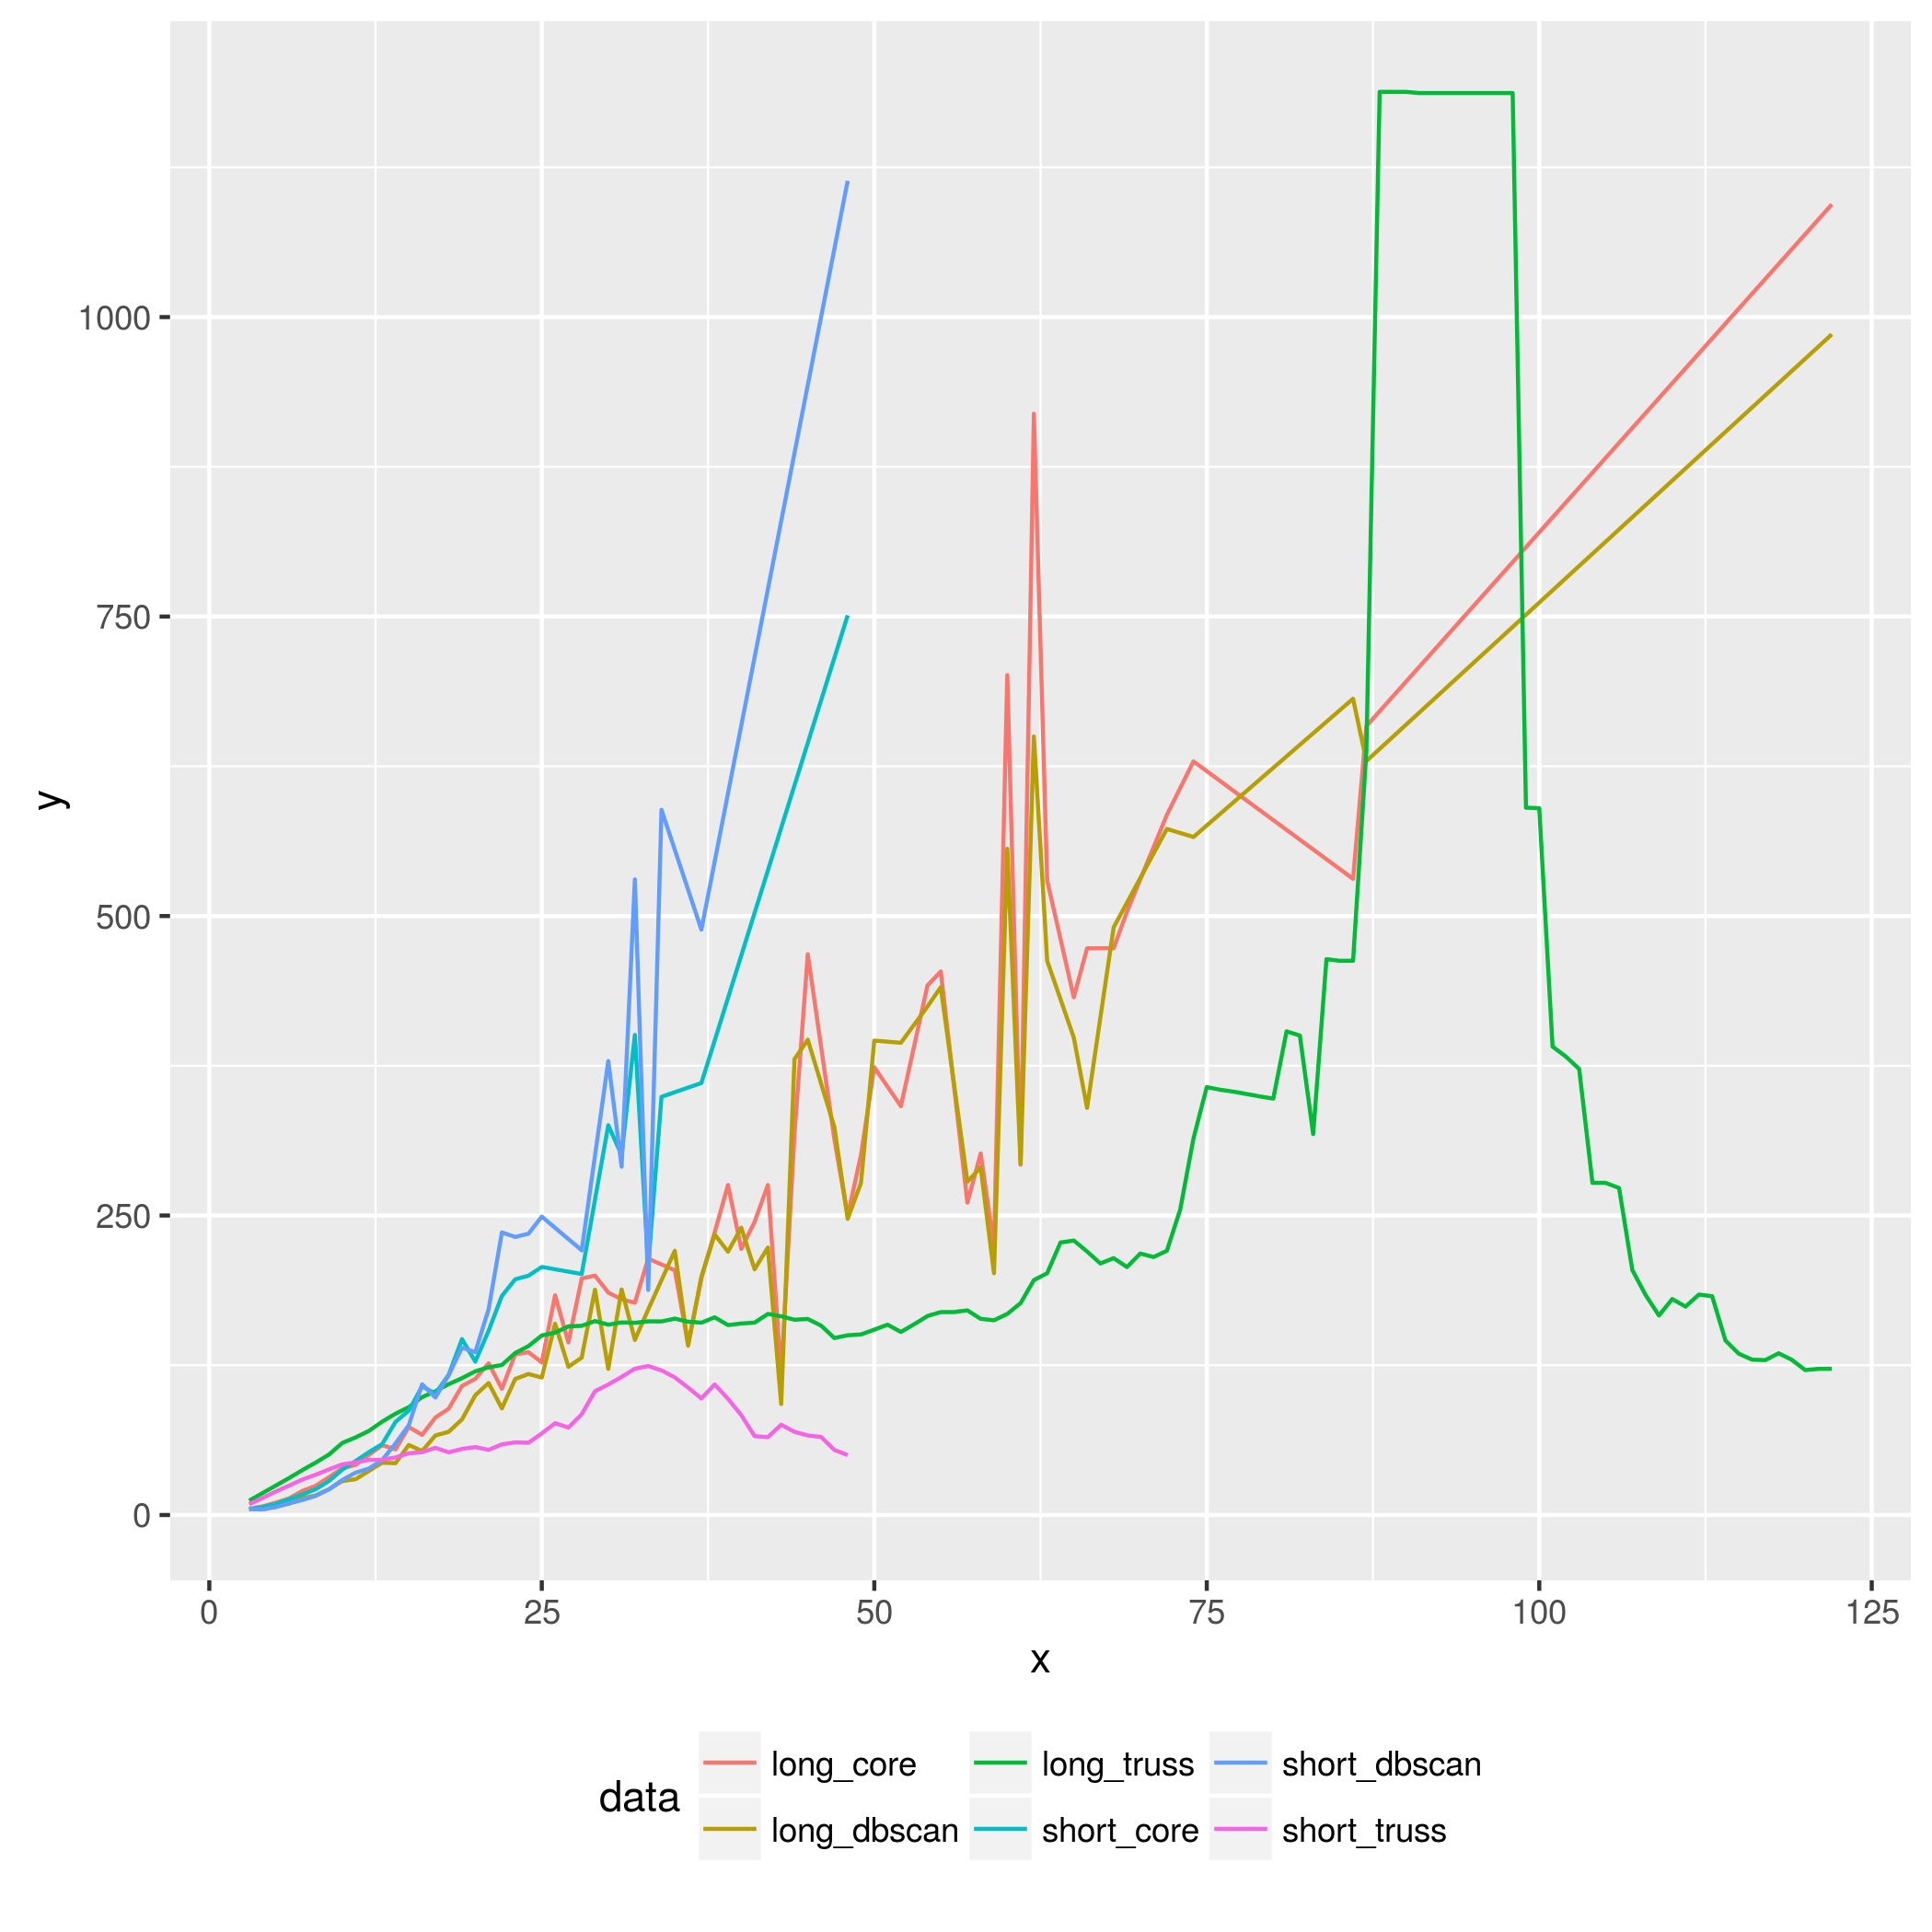 1000
750
500
250
0
y
0 25 50 75 100 125
x
data
long_core long_truss short_dbscan
long_dbscan short_core short_truss